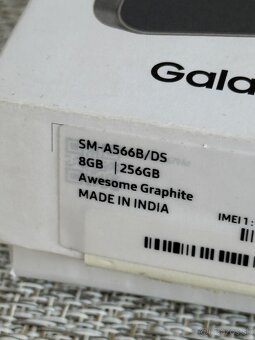 Gala
SM-A566B/DS
8GB | 256GB
Awesome Graphite
MADE IN INDIA
IMEI 1: